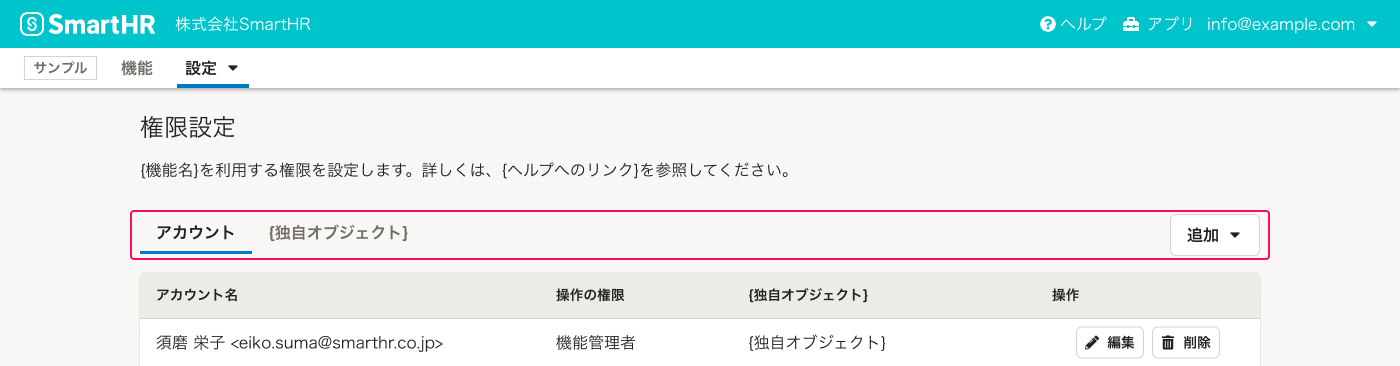 SmartHR 株式会社SmartHR ヘルプ アプリ info@example.com
サンプル 機能 設定
権限設定
{機能名}を利用する権限を設定します。詳しくは、{ヘルプへのリンク}を参照してください。
アカウント {独自オブジェクト} 追加
アカウント名 操作の権限 {独自オブジェクト} 操作
須磨 栄子 <eiko.suma@smarthr.co.jp> 機能管理者 {独自オブジェクト} 編集 削除